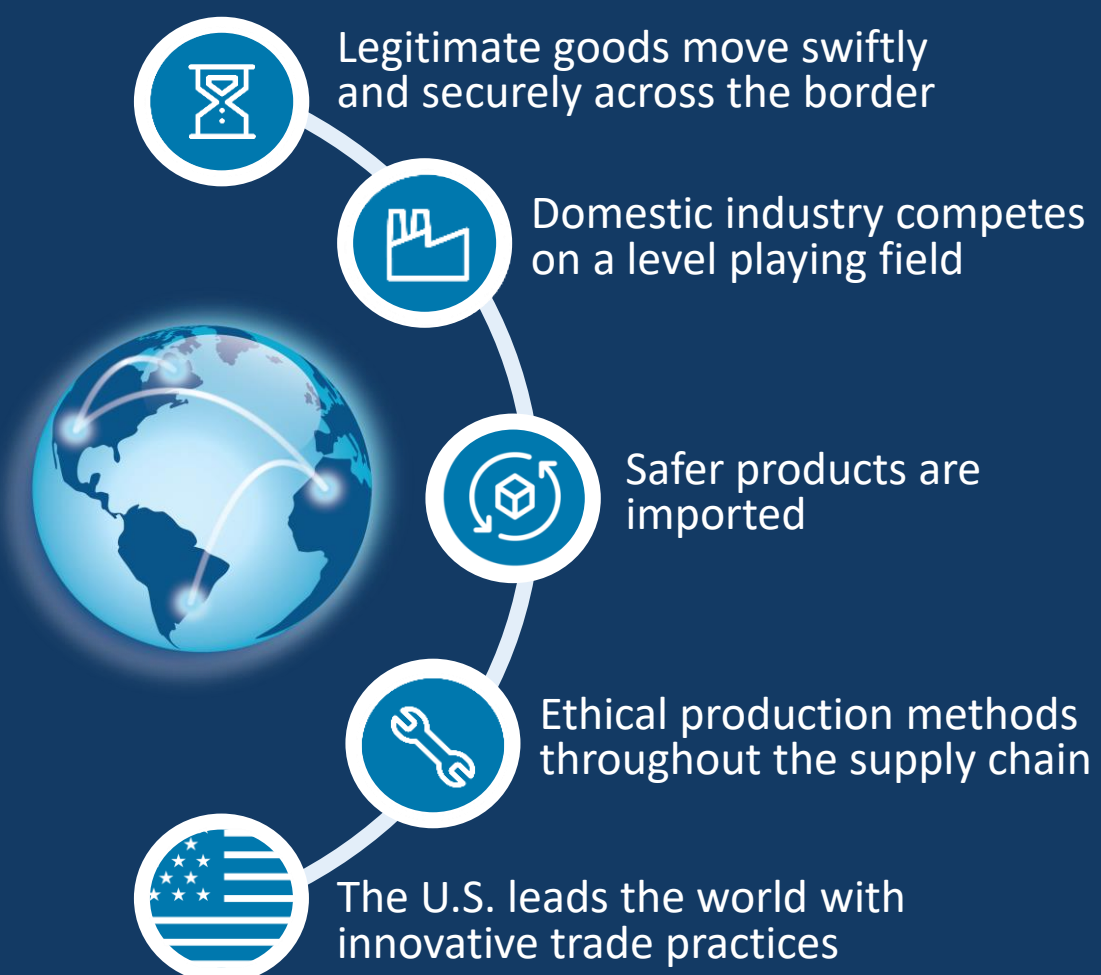 Legitimate goods move swiftly
and securely across the border
Domestic industry competes
on a level playing field
Safer products are
imported
Ethical production methods
throughout the supply chain
The U.S. leads the world with
innovative trade practices